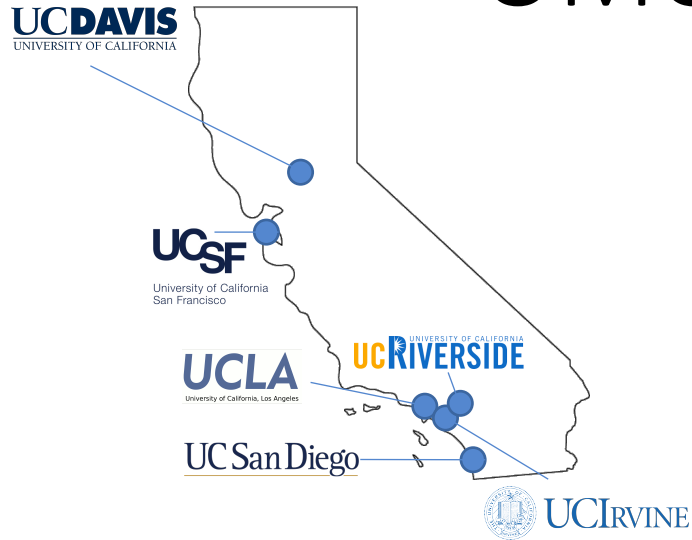 UCDAVIS
UNIVERSITY OF CALIFORNIA
UCSF
University of California
San Francisco
UNIVERSITY OF CALIFORNIA
UCRIVERSIDE
UCLA
University of California, Los Angeles
UC San Diego
UCIRVINE